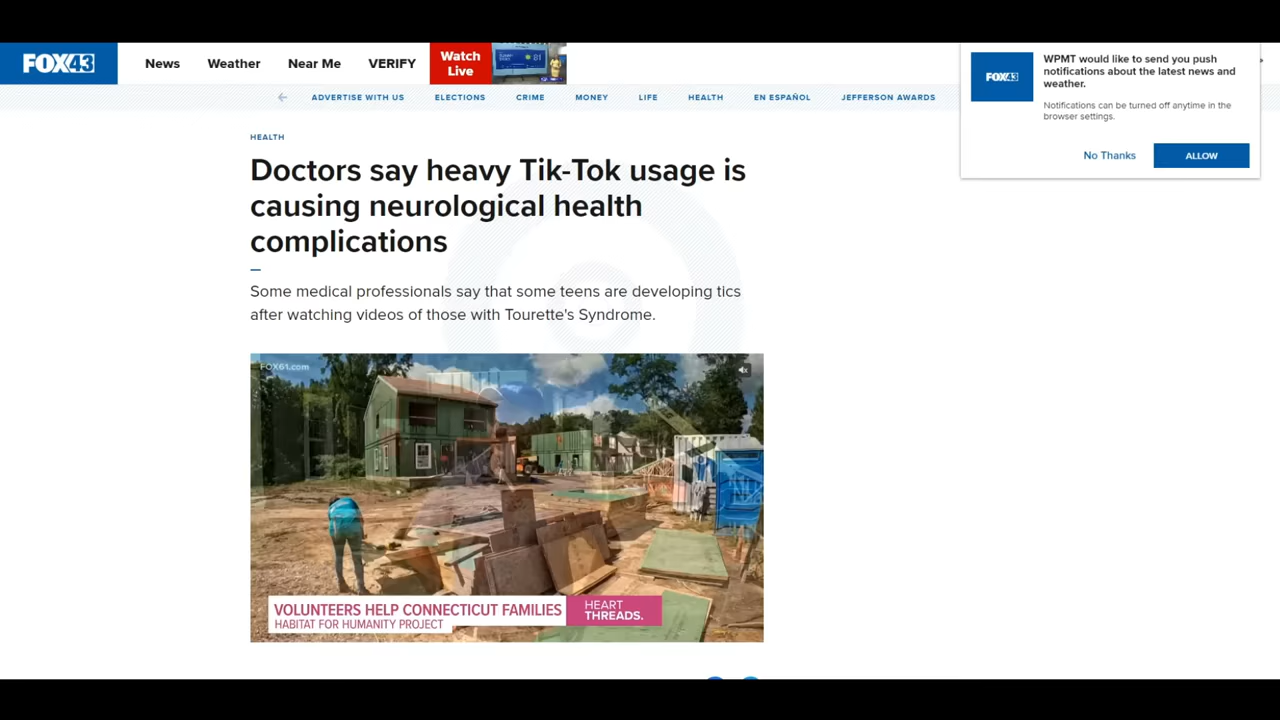 FOX43
News
Weather
Near Me
VERIFY
Watch
Live
WPMT would like to send you push
notifications about the latest news and
weather.
Notifications can be turned off anytime in the
browser settings.
No Thanks
ALLOW
FOX43
ADVERTISE WITH US
ELECTIONS
CRIME
MONEY
LIFE
HEALTH
EN ESPAÑOL
JEFFERSON AWARDS
HEALTH
Doctors say heavy Tik-Tok usage is
causing neurological health
complications
Some medical professionals say that some teens are developing tics
after watching videos of those with Tourette's Syndrome.
FOX61.com
VOLUNTEERS HELP CONNECTICUT FAMILIES
HABITAT FOR HUMANITY PROJECT
HEART
THREADS.